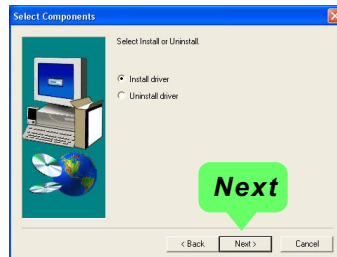 Select Components
Select Install or Uninstall.
Install driver
Uninstall driver
Next
< Back
Next >
Cancel